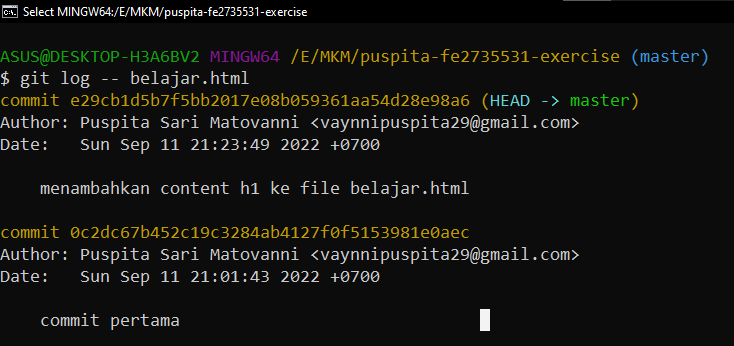 Select MINGW64:/E/MKM/puspita-fe2735531-exercise
ASUS@DESKTOP-H3A6BV2 MINGW64 /E/MKM/puspita-fe2735531-exercise (master)
$ git log -- belajar.html
commit e29cb1d5b7f5bb2017e08b059361aa54d28e98a6 (HEAD -> master)
Author: Puspita Sari Matovanni <vaynnipuspita29@gmail.com>
Date:   Sun Sep 11 21:23:49 2022 +0700
menambahkan content h1 ke file belajar.html
commit 0c2dc67b452c19c3284ab4127f0f5153981e0aec
Author: Puspita Sari Matovanni <vaynnipuspita29@gmail.com>
Date:   Sun Sep 11 21:01:43 2022 +0700
commit pertama